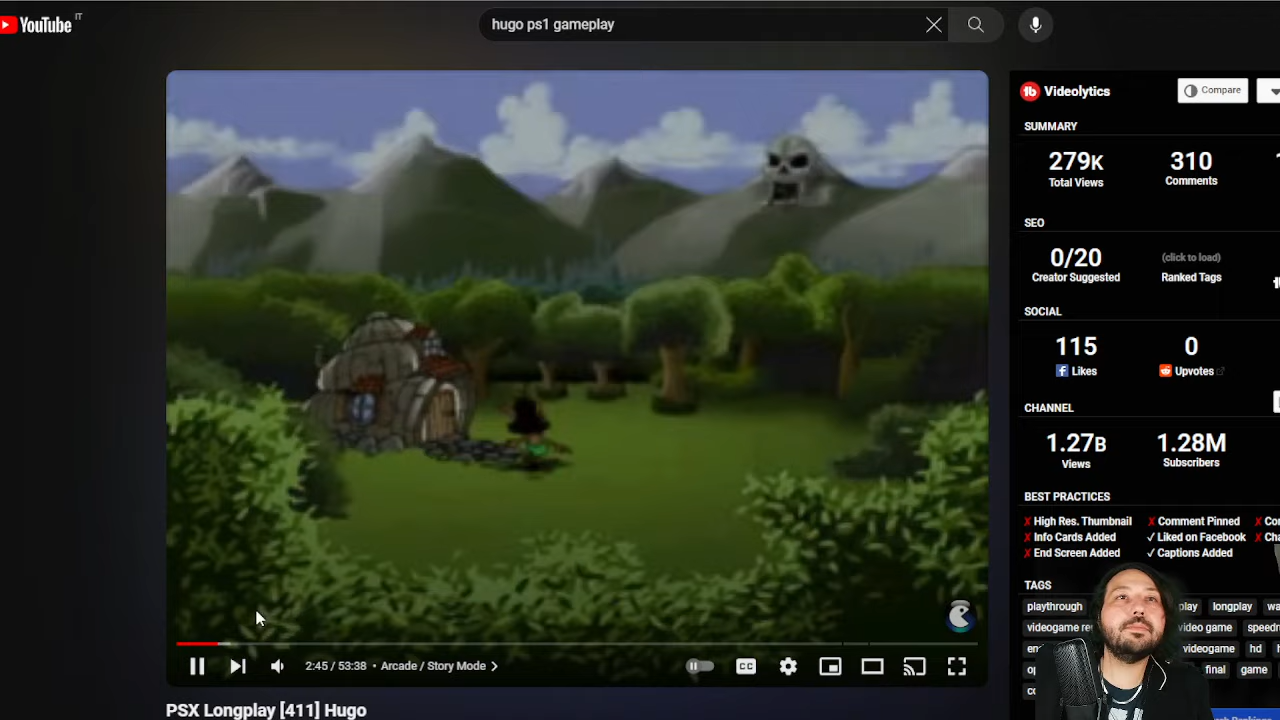 YouTube IT
hugo ps1 gameplay
Videolytics
Compare
SUMMARY
279K
Total Views
310
Comments
SEO
0/20
Creator Suggested
(click to load)
Ranked Tags
SOCIAL
115
Likes
0
Upvotes
CHANNEL
1.27B
Views
1.28M
Subscribers
BEST PRACTICES
✗ High Res. Thumbnail
✗ Comment Pinned
✗ Info Cards Added
✓ Liked on Facebook
✗ End Screen Added
✓ Captions Added
TAGS
playthrough
longplay
video game
videogame
hd
final
game
2:45 / 53:38 • Arcade / Story Mode
CC
PSX Longplay [411] Hugo